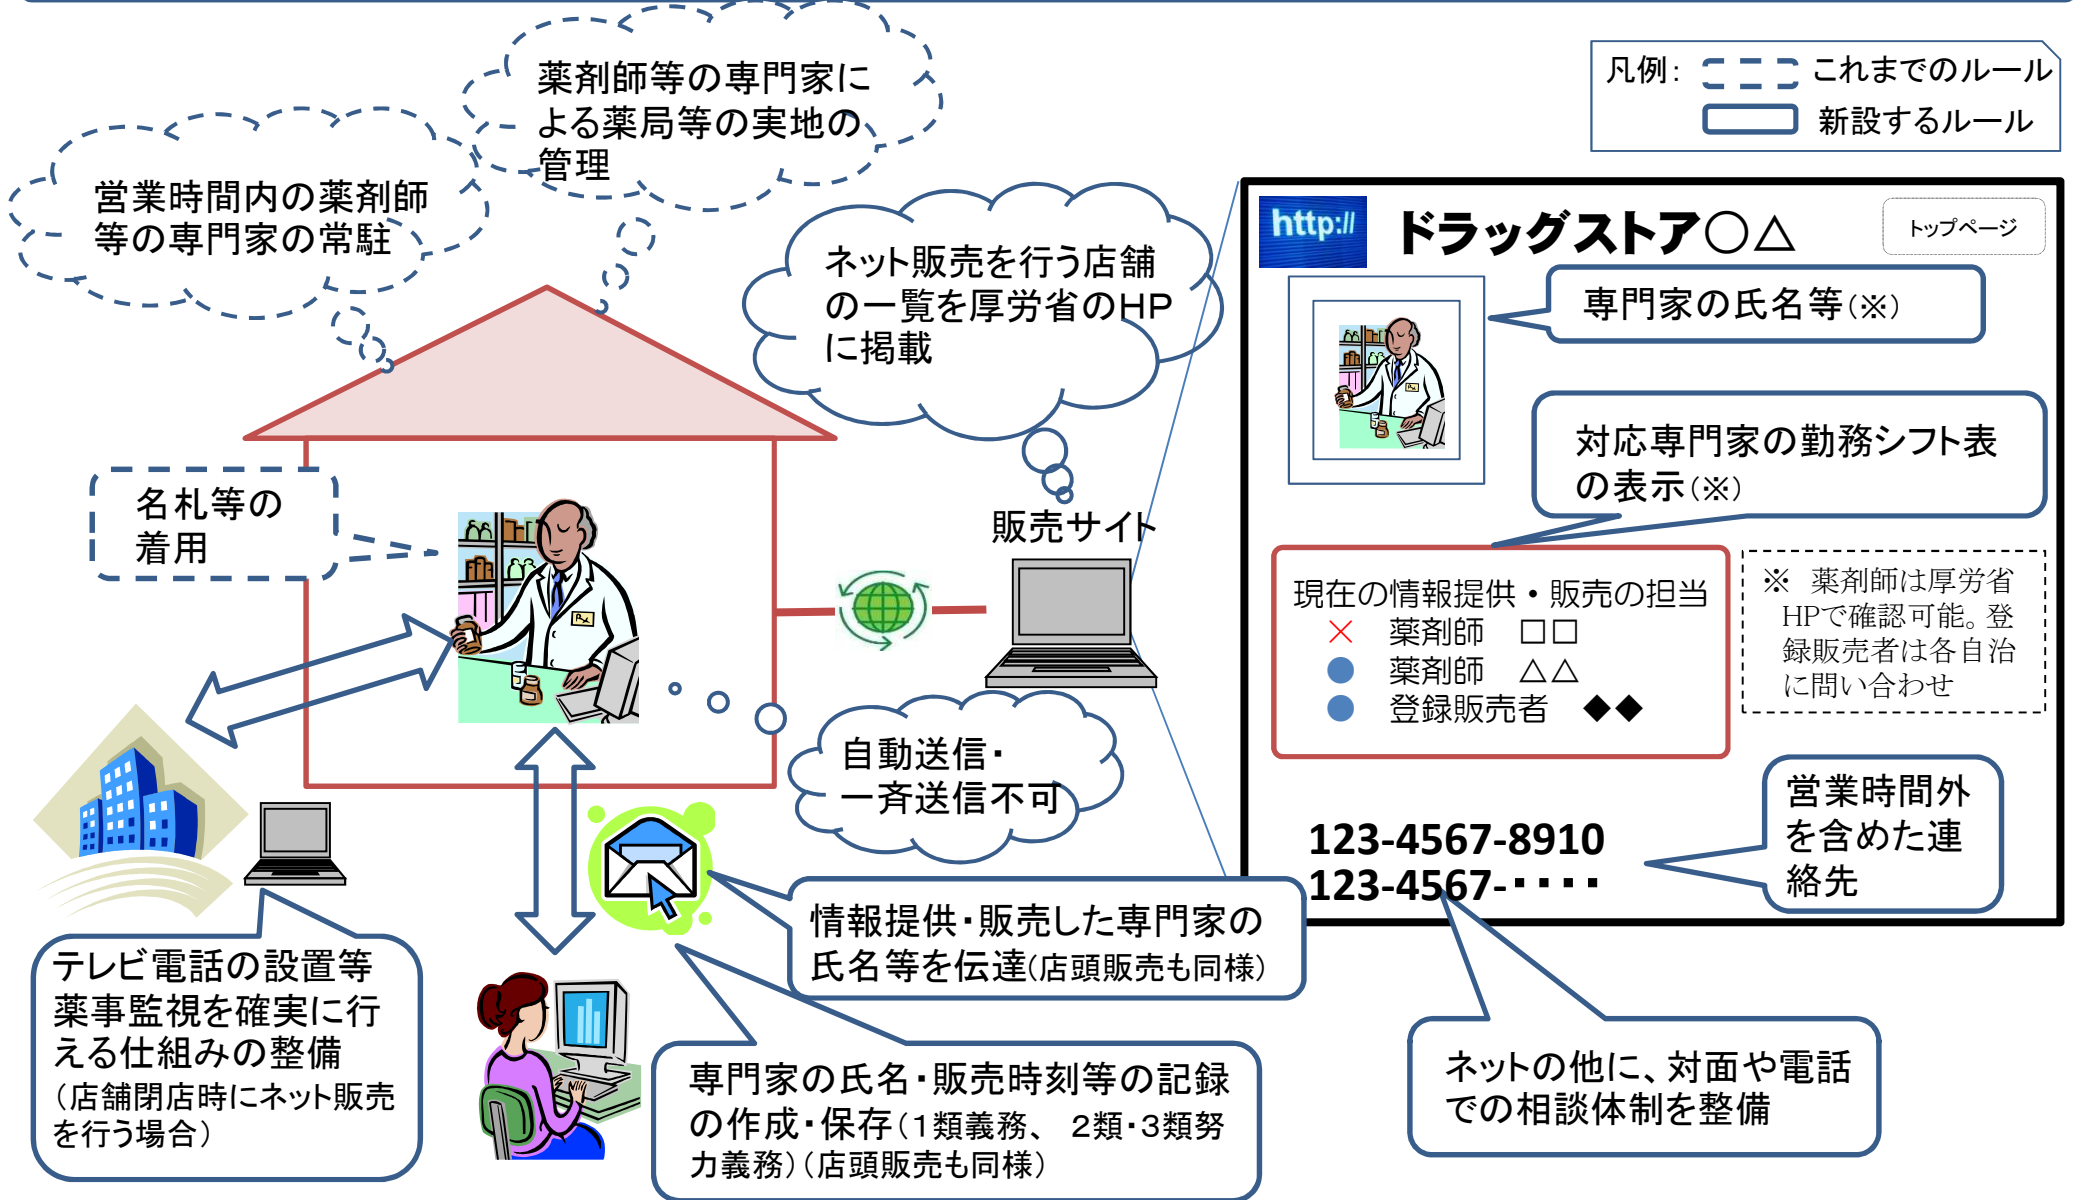 凡例： これまでのルール
新設するルール
薬剤師等の専門家に
よる薬局等の実地の
管理
営業時間内の薬剤師
等の専門家の常駐
ネット販売を行う店舗
の一覧を厚労省のHP
に掲載
http://
ドラッグストア○△
トップページ
専門家の氏名等（※）
対応専門家の勤務シフト表
の表示（※）
名札等の
着用
販売サイト
現在の情報提供・販売の担当
× 薬剤師 □□
● 薬剤師 △△
● 登録販売者 ◆◆
※ 薬剤師は厚労省
HPで確認可能。登
録販売者は各自治
に問い合わせ
自動送信・
一斉送信不可
123-4567-8910
123-4567-・・・・
営業時間外
を含めた連
絡先
情報提供・販売した専門家の
氏名等を伝達（店頭販売も同様）
テレビ電話の設置等
薬事監視を確実に行
える仕組みの整備
（店舗閉店時にネット販売
を行う場合）
専門家の氏名・販売時刻等の記録
の作成・保存（１類義務、 ２類・３類努
力義務）（店頭販売も同様）
ネットの他に、対面や電話
での相談体制を整備